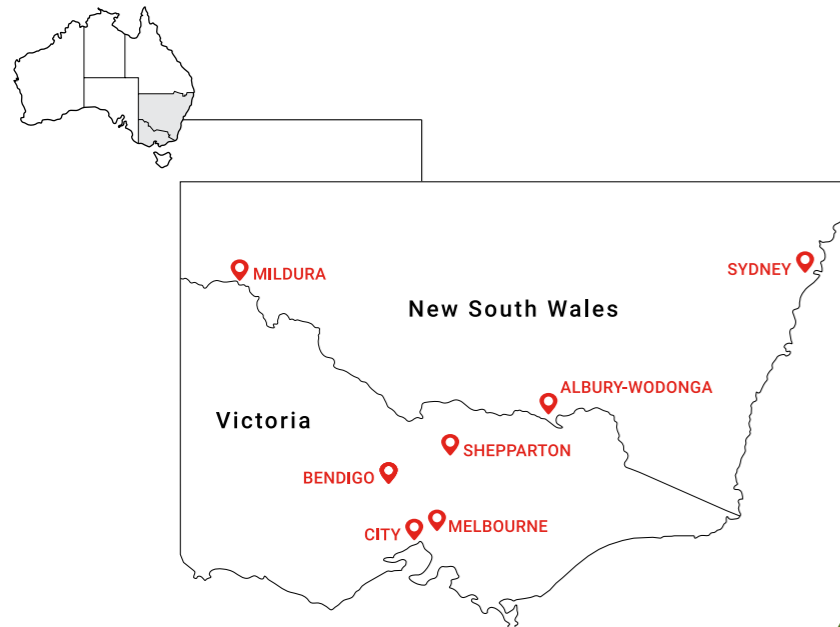 MILDURA
SYDNEY
New South Wales
ALBURY-WODONGA
Victoria
SHEPPARTON
BENDIGO
CITY
MELBOURNE